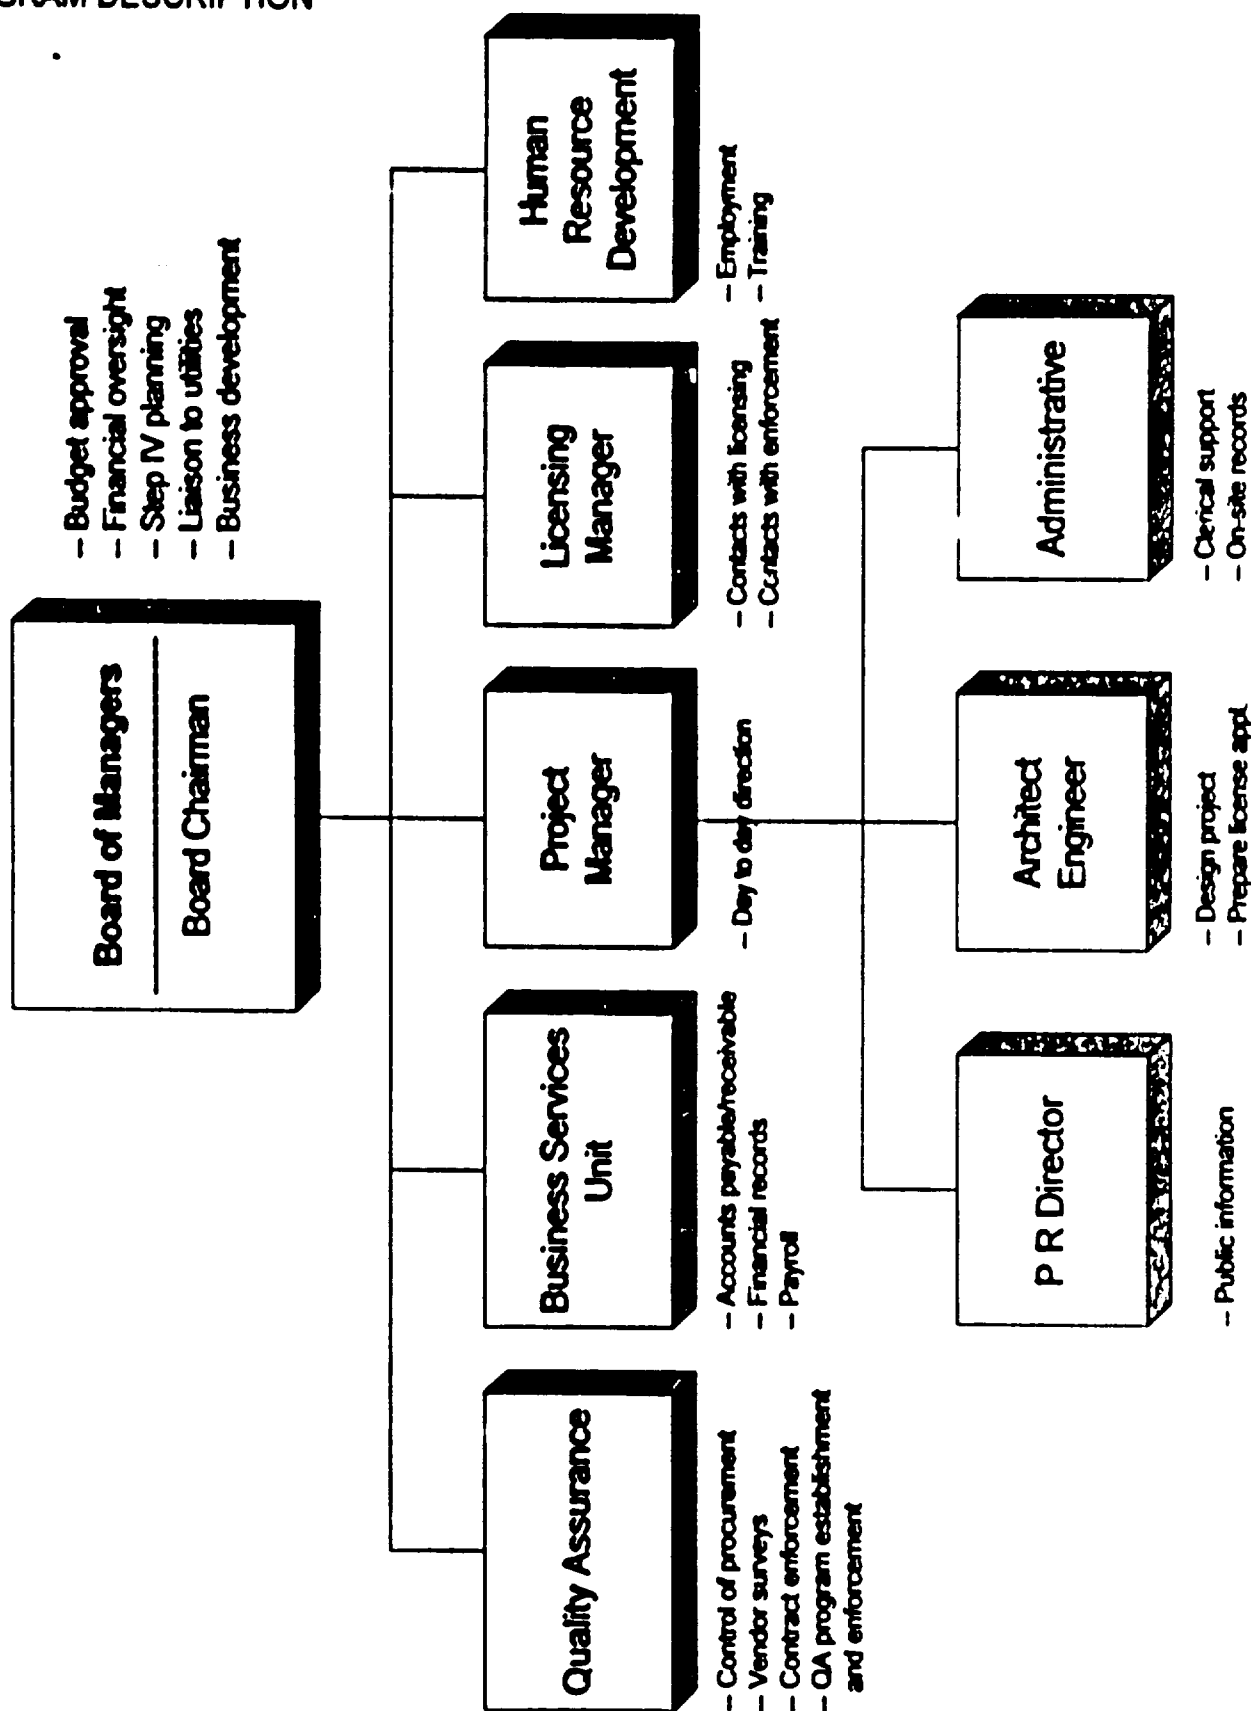 GRAM DESCRIPTION
Board of Managers
Board Chairman
-- Budget approval
-- Financial oversight
-- Step IV planning
-- Liaison to utilities
-- Business development
Quality Assurance
-- Control of procurement
-- Vendor surveys
-- Contract enforcement
-- QA program establishment
and enforcement
Business Services
Unit
-- Accounts payable/receivable
-- Financial records
-- Payroll
Project
Manager
-- Day to day direction
Licensing
Manager
-- Contacts with licensing
-- Contacts with enforcement
Human
Resource
Development
-- Employment
-- Training
P R Director
-- Public information
Architect
Engineer
-- Design project
-- Prepare license appl.
Administrative
-- Clerical support
-- On-site records